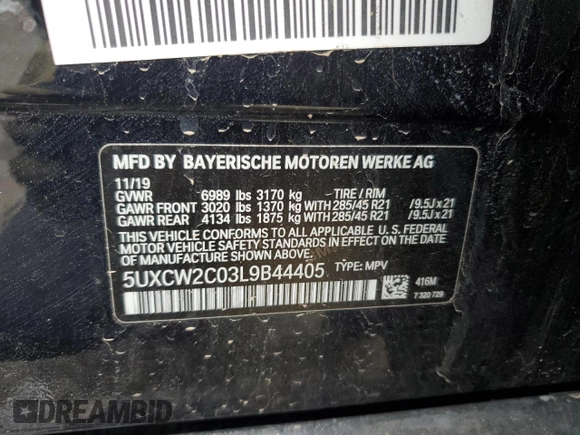 MFD BY BAYERISCHE MOTOREN WERKE AG
11/19
GVWR 6989 lbs 3170 kg TIRE / RIM
GAWR FRONT 3020 lbs 1370 kg WITH 285/45 R21 /9.5J x 21
GAWR REAR 4134 lbs 1875 kg WITH 285/45 R21 /9.5J x 21
THIS VEHICLE CONFORMS TO ALL APPLICABLE U. S. FEDERAL
MOTOR VEHICLE SAFETY STANDARDS IN EFFECT ON THE DATE
OF MANUFACTURE SHOWN ABOVE.
5UXCW2C03L9B44405 TYPE: MPV
416M
7 320 729
DREAMBID